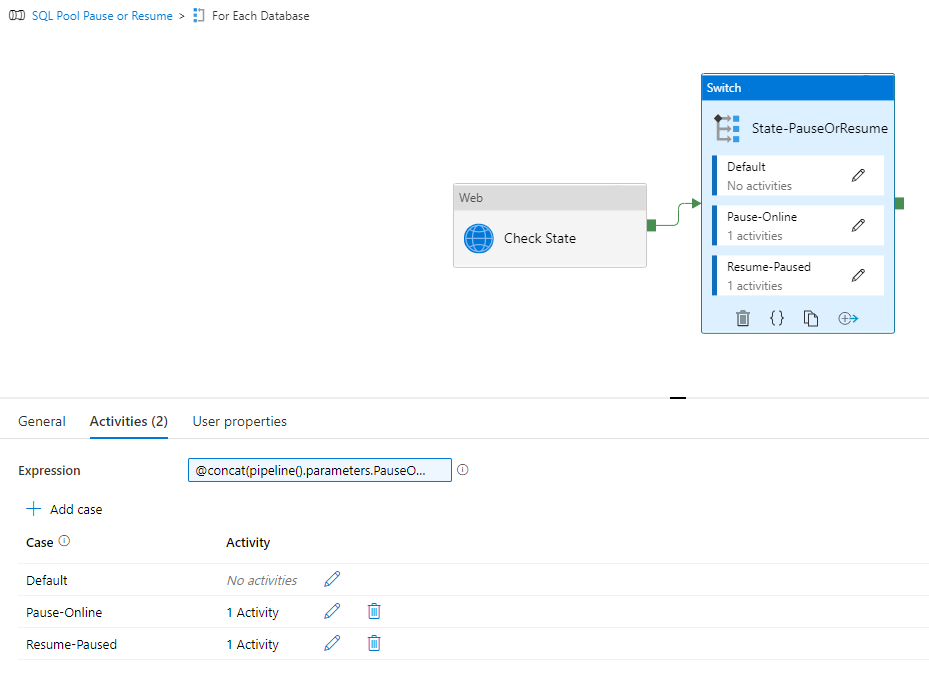 SQL Pool Pause or Resume > For Each Database
Switch
State-PauseOrResume
Default
No activities
Pause-Online
1 activities
Resume-Paused
1 activities
Web
Check State
General Activities (2) User properties
Expression @concat(pipeline().parameters.PauseO...
Add case
Case Activity
Default No activities
Pause-Online 1 Activity
Resume-Paused 1 Activity